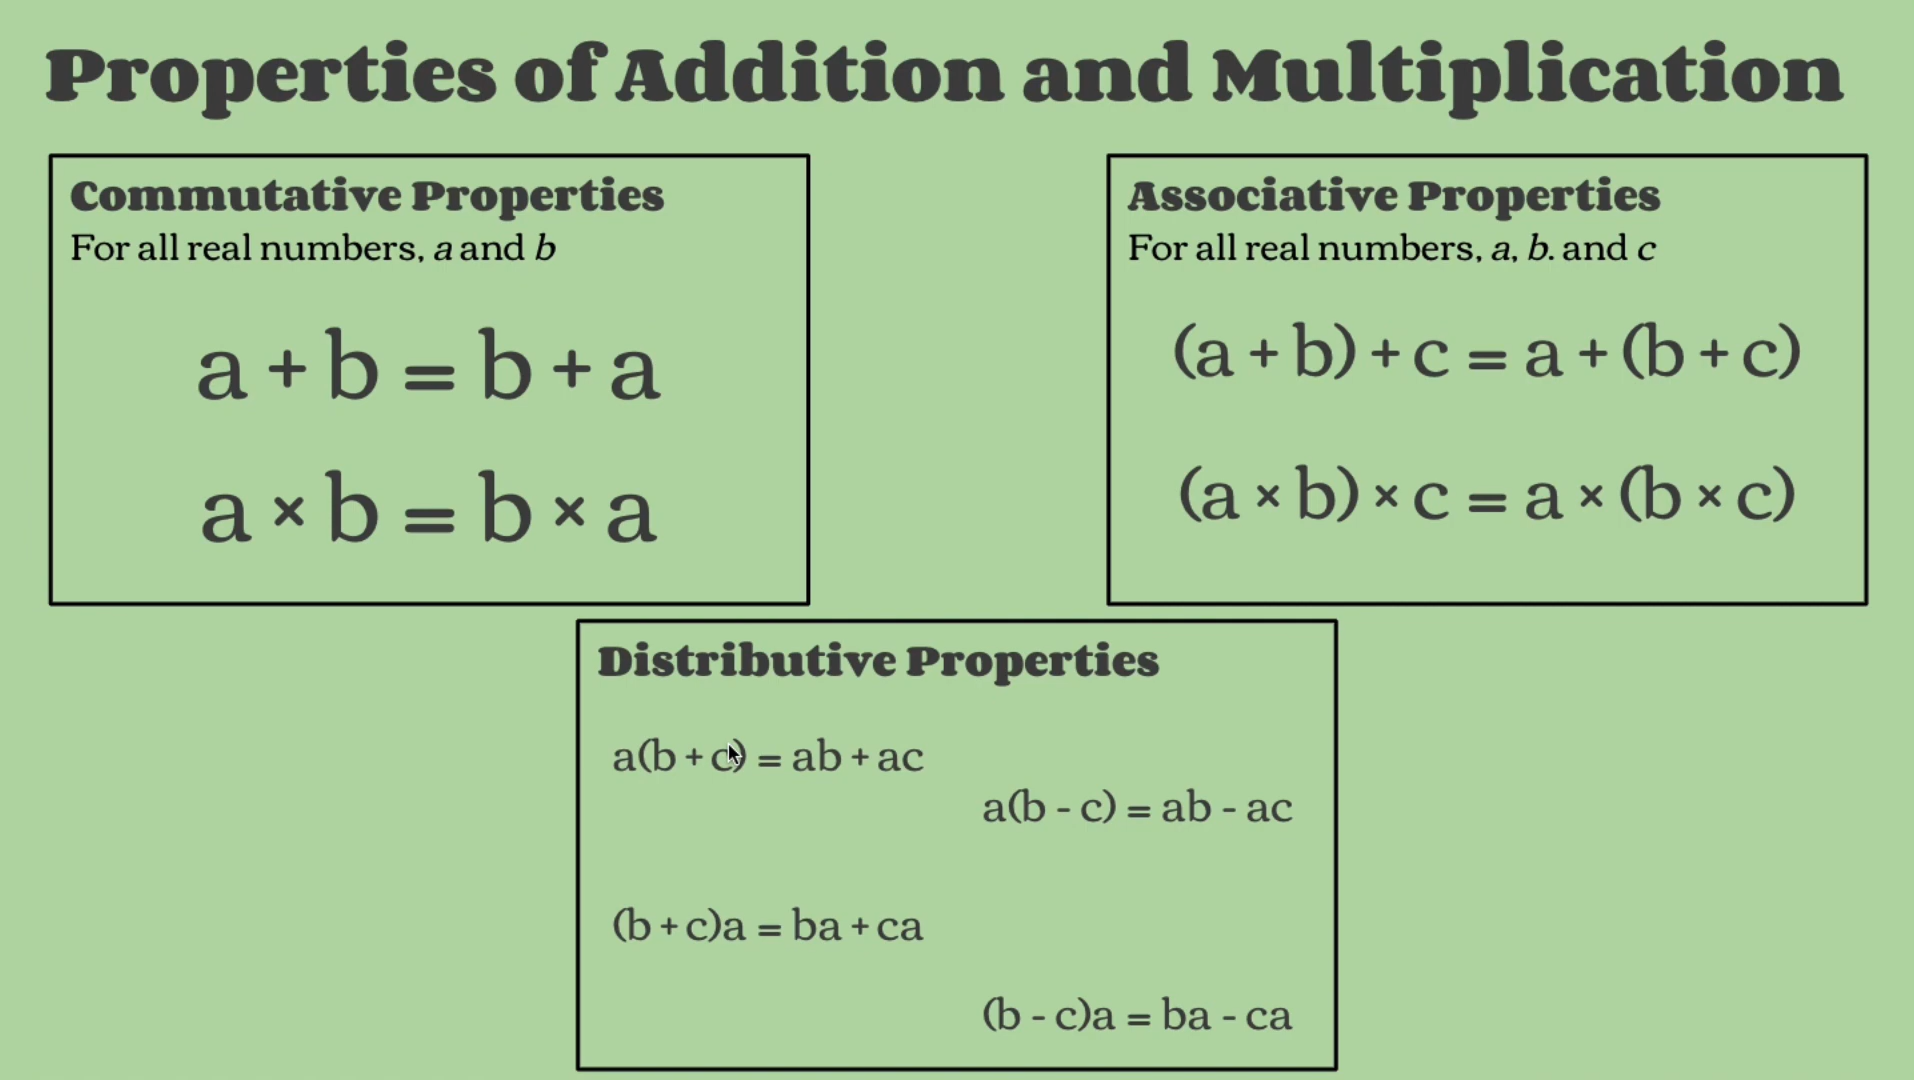 Properties of Addition and Multiplication
Commutative Properties
For all real numbers, a and b
a + b = b + a
a × b = b × a
Associative Properties
For all real numbers, a, b. and c
(a + b) + c = a + (b + c)
(a × b) × c = a × (b × c)
Distributive Properties
a(b + c) = ab + ac
a(b - c) = ab - ac
(b + c)a = ba + ca
(b - c)a = ba - ca